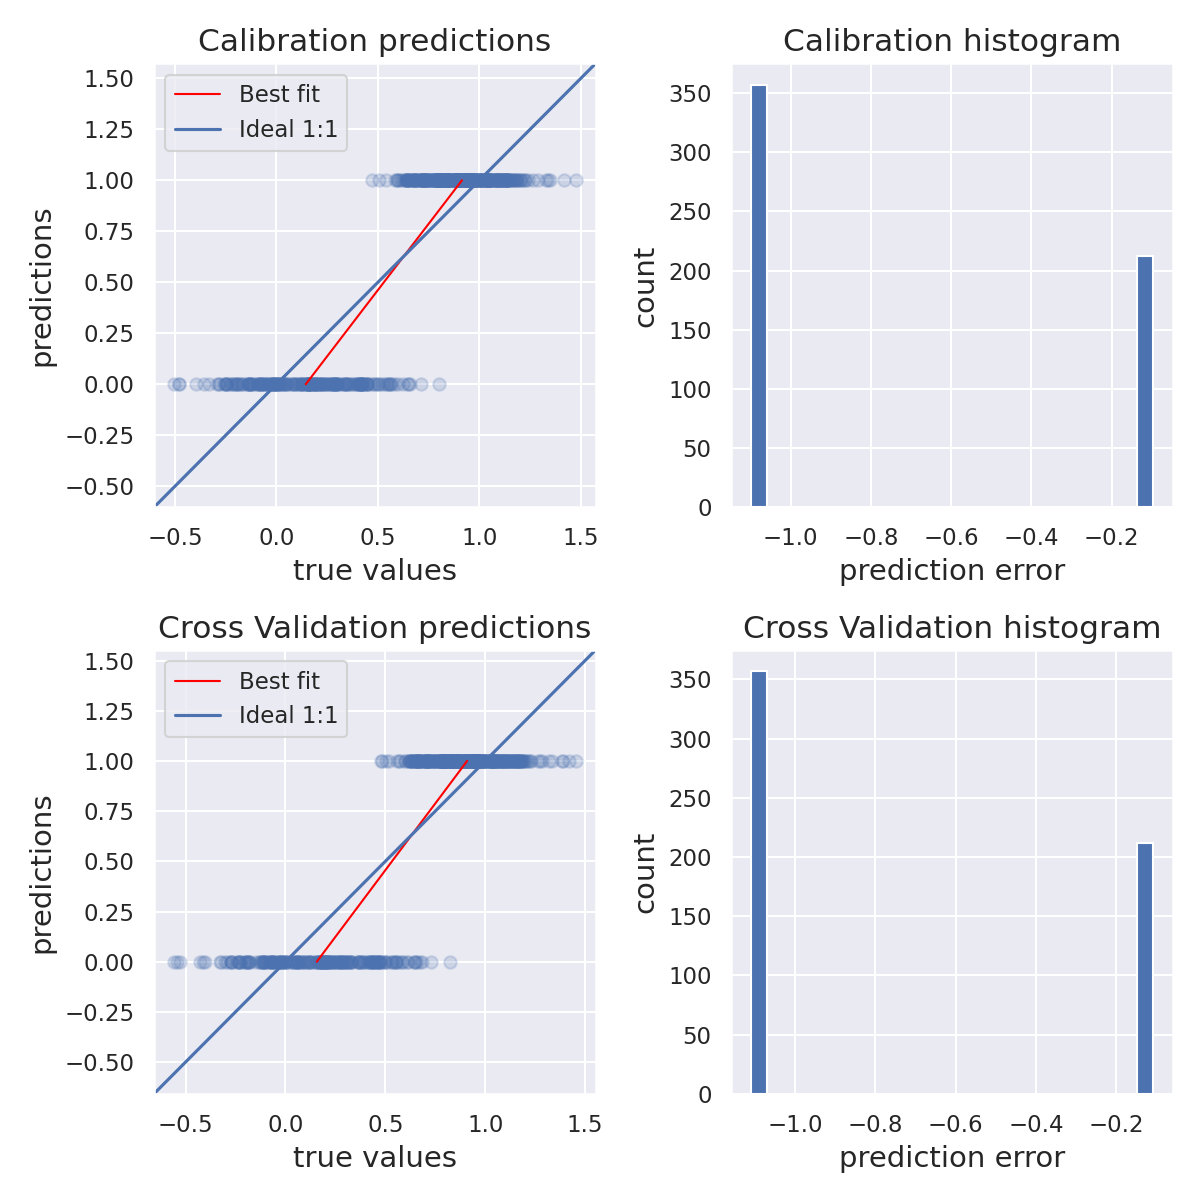 Calibration predictions
Best fit
Ideal 1:1
1.50
1.25
1.00
0.75
0.50
0.25
0.00
−0.25
−0.50
predictions
−0.5 0.0 0.5 1.0 1.5
true values
Calibration histogram
350
300
250
200
150
100
50
0
count
−1.0 −0.8 −0.6 −0.4 −0.2
prediction error
Cross Validation predictions
Best fit
Ideal 1:1
1.50
1.25
1.00
0.75
0.50
0.25
0.00
−0.25
−0.50
predictions
−0.5 0.0 0.5 1.0 1.5
true values
Cross Validation histogram
350
300
250
200
150
100
50
0
count
−1.0 −0.8 −0.6 −0.4 −0.2
prediction error